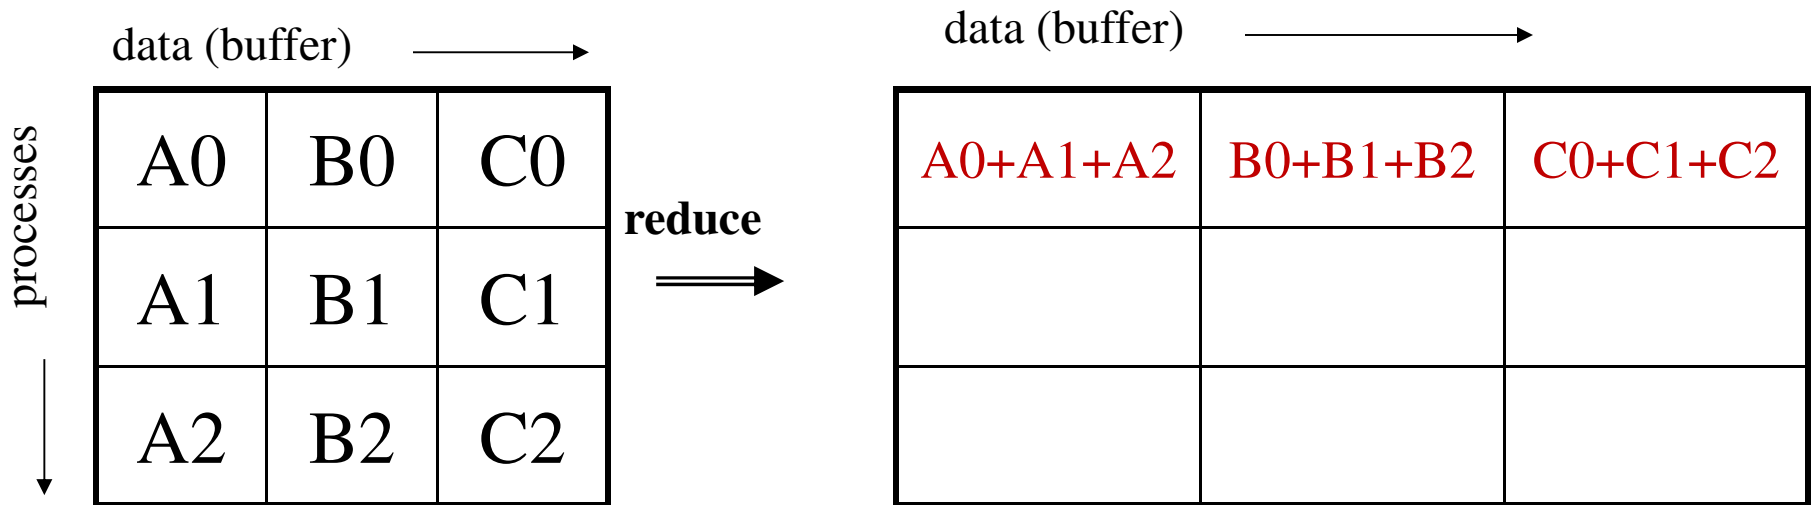 data (buffer)
data (buffer)
processes
A0 B0 C0
A0+A1+A2 B0+B1+B2 C0+C1+C2
reduce
A1 B1 C1
A2 B2 C2